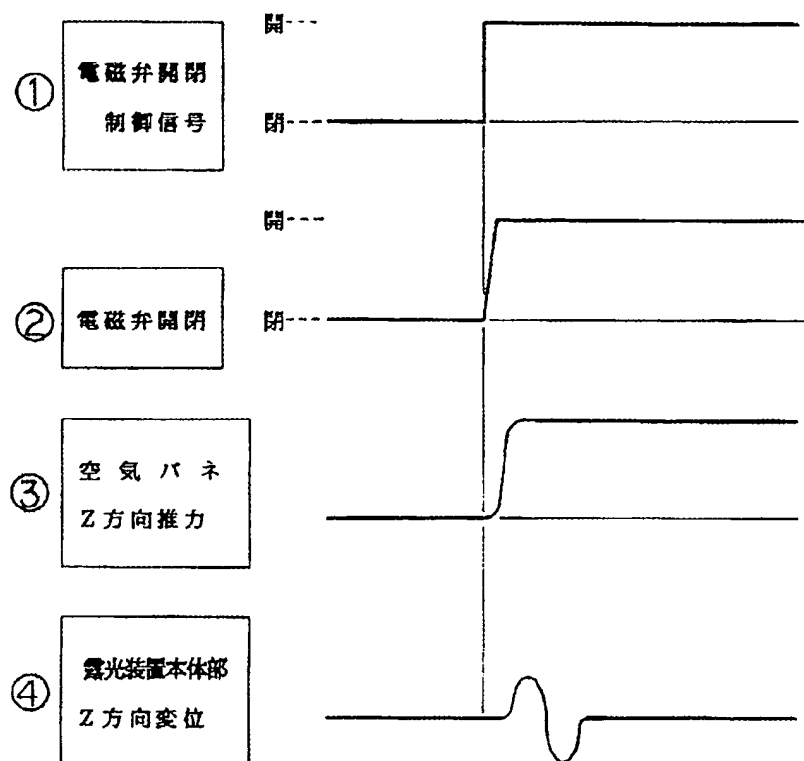 開
①
電磁弁開閉
制御信号
閉
開
②
電磁弁開閉
閉
③
空気バネ
Z方向推力
④
露光装置本体部
Z方向変位